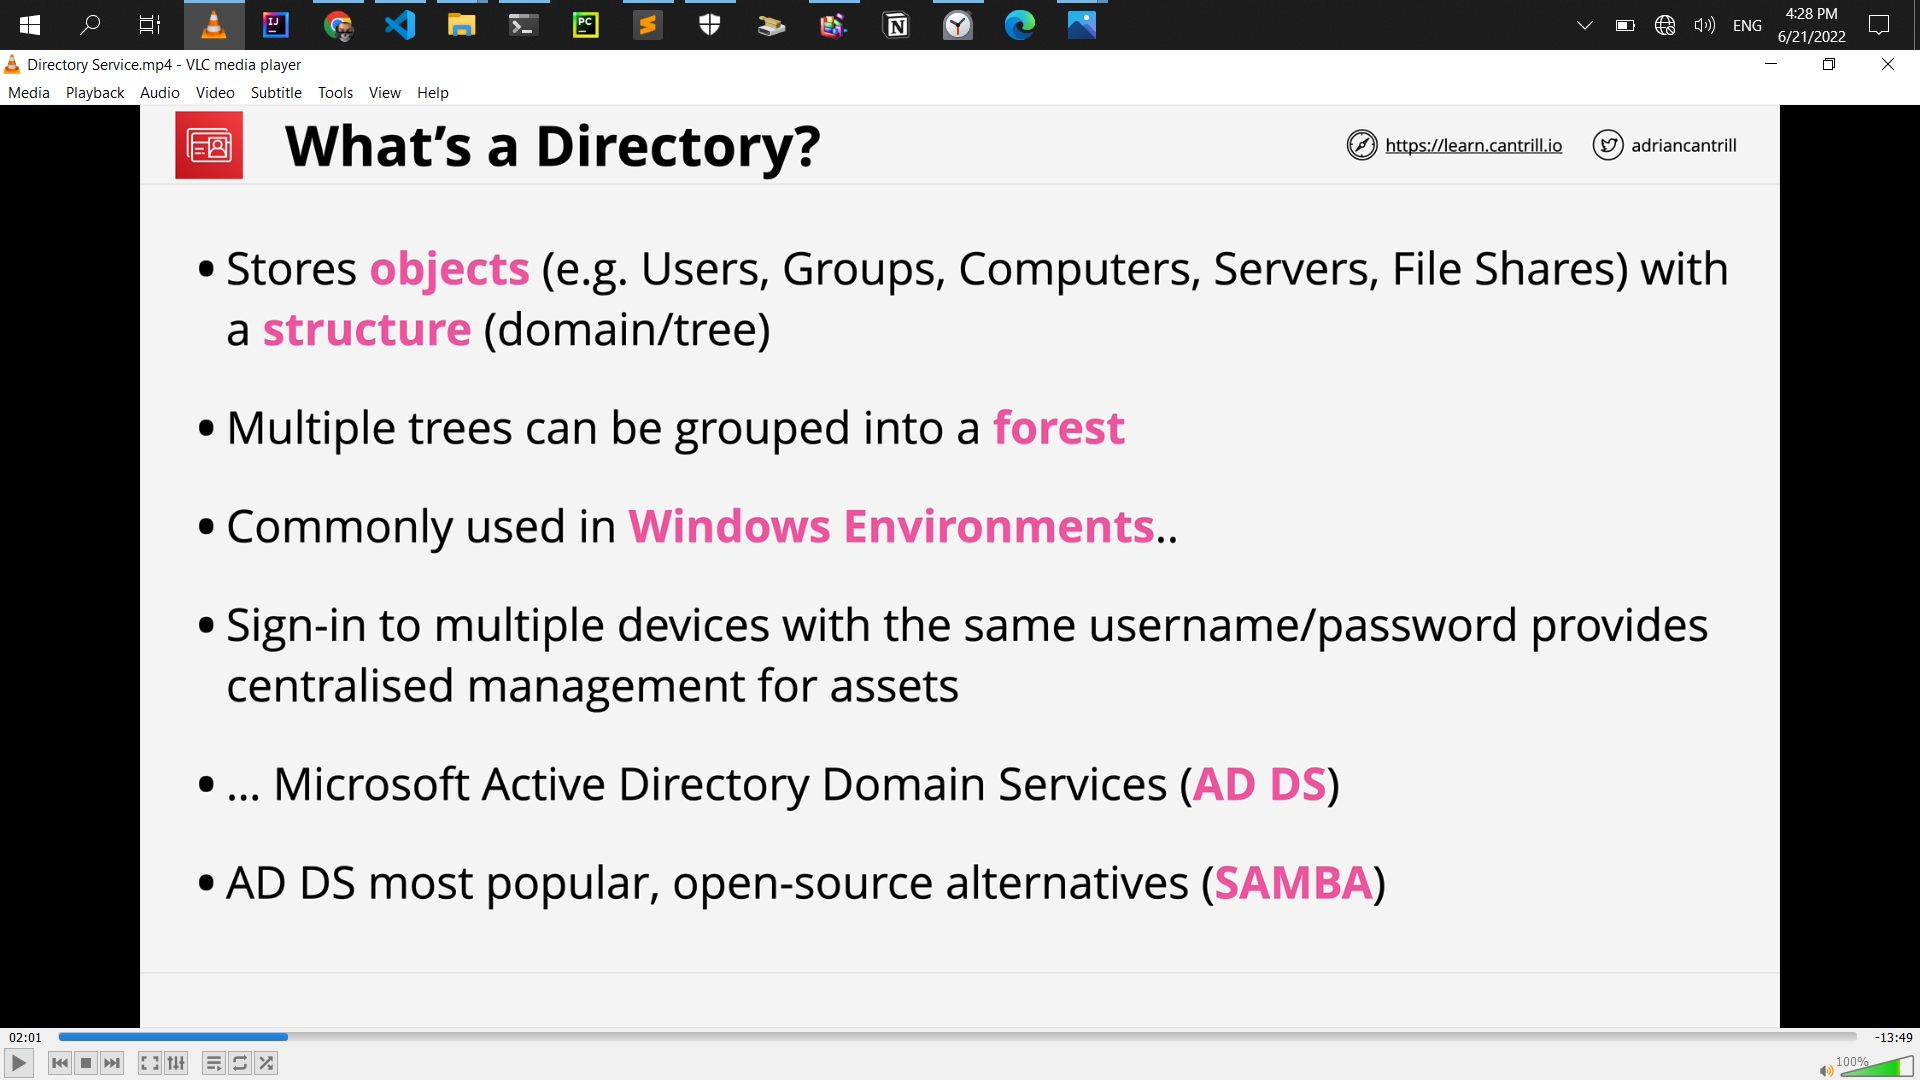 ENG
4:28 PM
6/21/2022
Directory Service.mp4 - VLC media player
Media Playback Audio Video Subtitle Tools View Help
What's a Directory?
https://learn.cantrill.io
adriancantrill
• Stores objects (e.g. Users, Groups, Computers, Servers, File Shares) with
a structure (domain/tree)
• Multiple trees can be grouped into a forest
• Commonly used in Windows Environments..
• Sign-in to multiple devices with the same username/password provides
centralised management for assets
• ... Microsoft Active Directory Domain Services (AD DS)
• AD DS most popular, open-source alternatives (SAMBA)
02:01
-13:49
100%